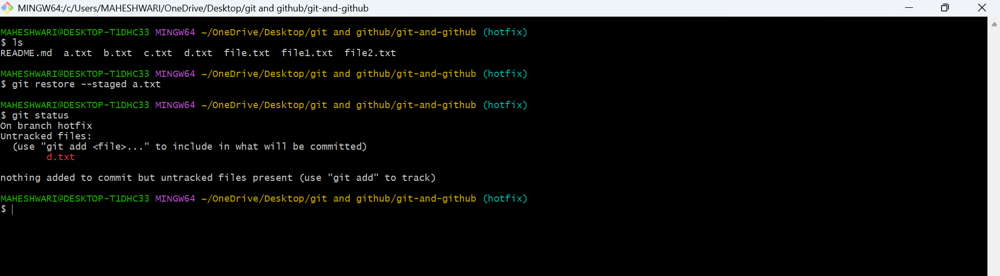 MINGW64:/c/Users/MAHESHWARI/OneDrive/Desktop/git and github/git-and-github
MAHESHWARI@DESKTOP-T1DHC33 MINGW64 ~/OneDrive/Desktop/git and github/git-and-github (hotfix)
$ ls
README.md  a.txt  b.txt  c.txt  d.txt  file.txt  file1.txt  file2.txt
MAHESHWARI@DESKTOP-T1DHC33 MINGW64 ~/OneDrive/Desktop/git and github/git-and-github (hotfix)
$ git restore --staged a.txt
MAHESHWARI@DESKTOP-T1DHC33 MINGW64 ~/OneDrive/Desktop/git and github/git-and-github (hotfix)
$ git status
On branch hotfix
Untracked files:
  (use "git add <file>..." to include in what will be committed)
        d.txt
nothing added to commit but untracked files present (use "git add" to track)
MAHESHWARI@DESKTOP-T1DHC33 MINGW64 ~/OneDrive/Desktop/git and github/git-and-github (hotfix)
$